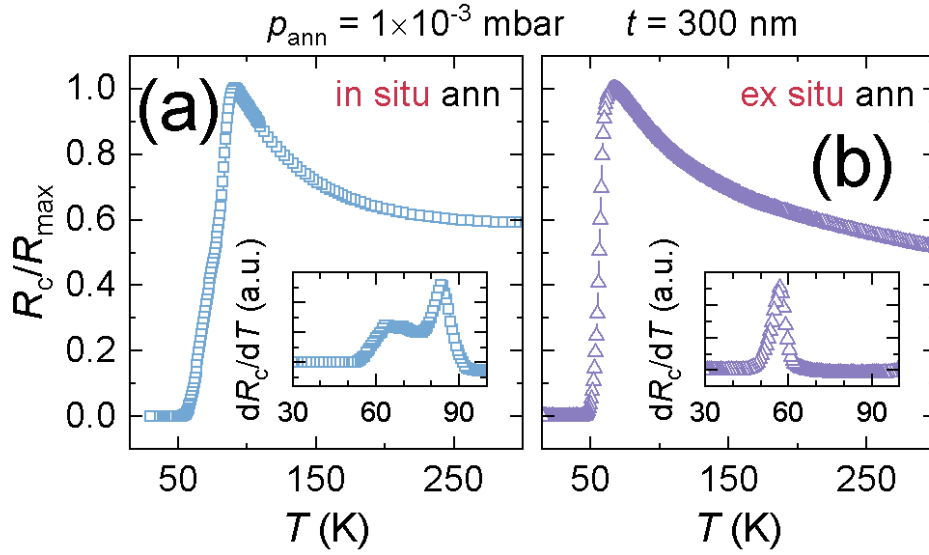 p_ann = 1×10⁻³ mbar t = 300 nm
(a) in situ ann
ex situ ann
(b)
R_c/R_max
1.0
0.8
0.6
0.4
0.2
0.0
dR_c/dT (a.u.)
30 60 90
dR_c/dT (a.u.)
30 60 90
50 150 250
50 150 250
T (K)
T (K)